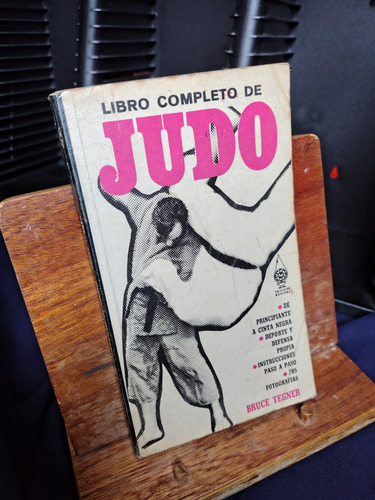 LIBRO COMPLETO DE
JUDO
• DE
PRINCIPIANTE
A CINTA NEGRA
• DEPORTE Y
DEFENSA
PROPIA
• INSTRUCCIONES
PASO A PASO
• 785
FOTOGRAFIAS
BRUCE TEGNER